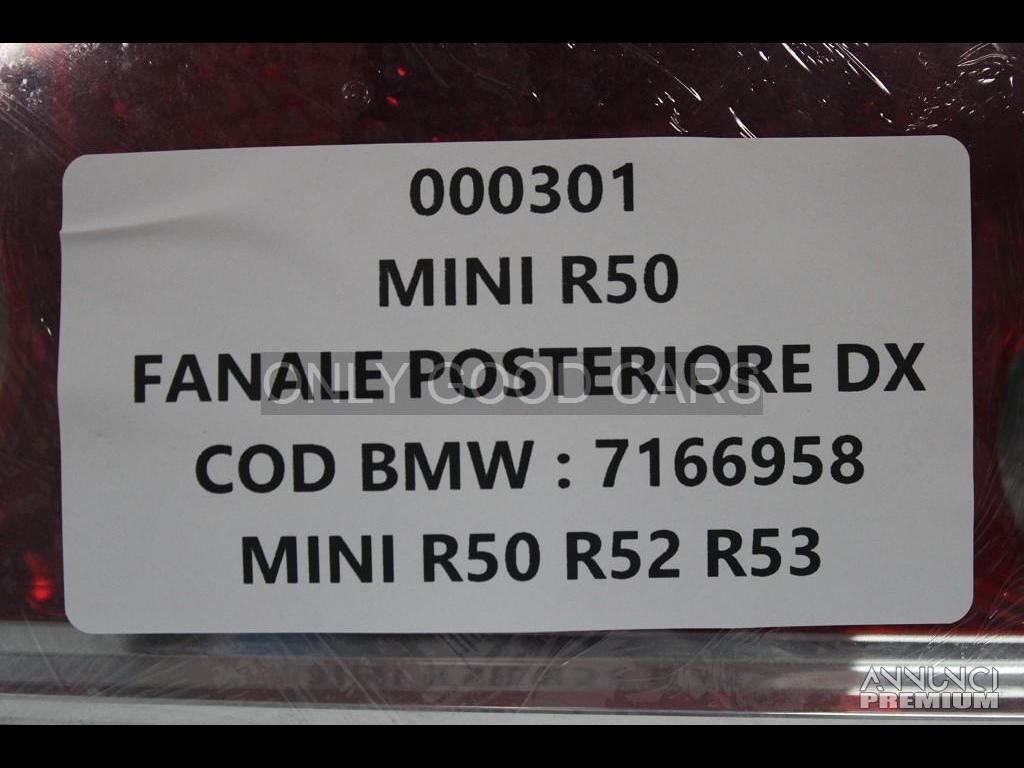 000301
MINI R50
FANALE POSTERIORE DX
ONLY GOOD CARS
COD BMW : 7166958
MINI R50 R52 R53
ANNUNCI
PREMIUM